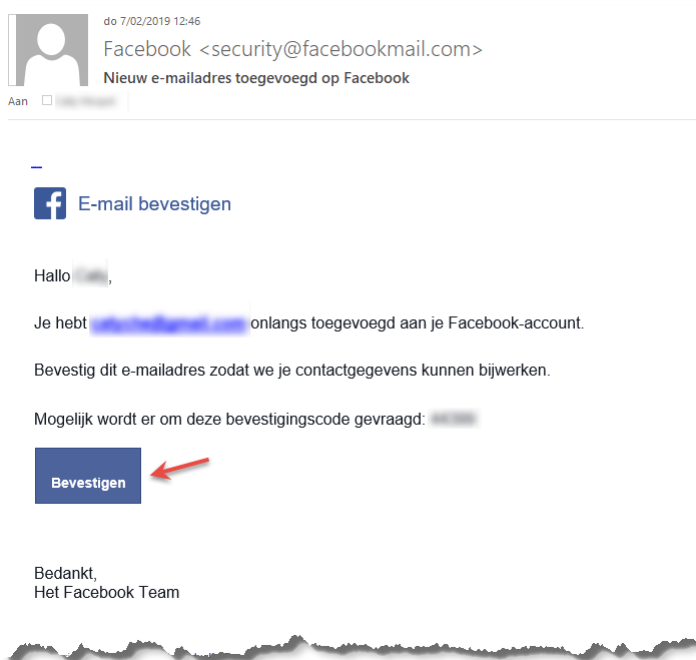 do 7/02/2019 12:46
Facebook <security@facebookmail.com>
Nieuw e-mailadres toegevoegd op Facebook
Aan
f E-mail bevestigen
Hallo ,
Je hebt onlangs toegevoegd aan je Facebook-account.
Bevestig dit e-mailadres zodat we je contactgegevens kunnen bijwerken.
Mogelijk wordt er om deze bevestigingscode gevraagd:
Bevestigen
Bedankt,
Het Facebook Team